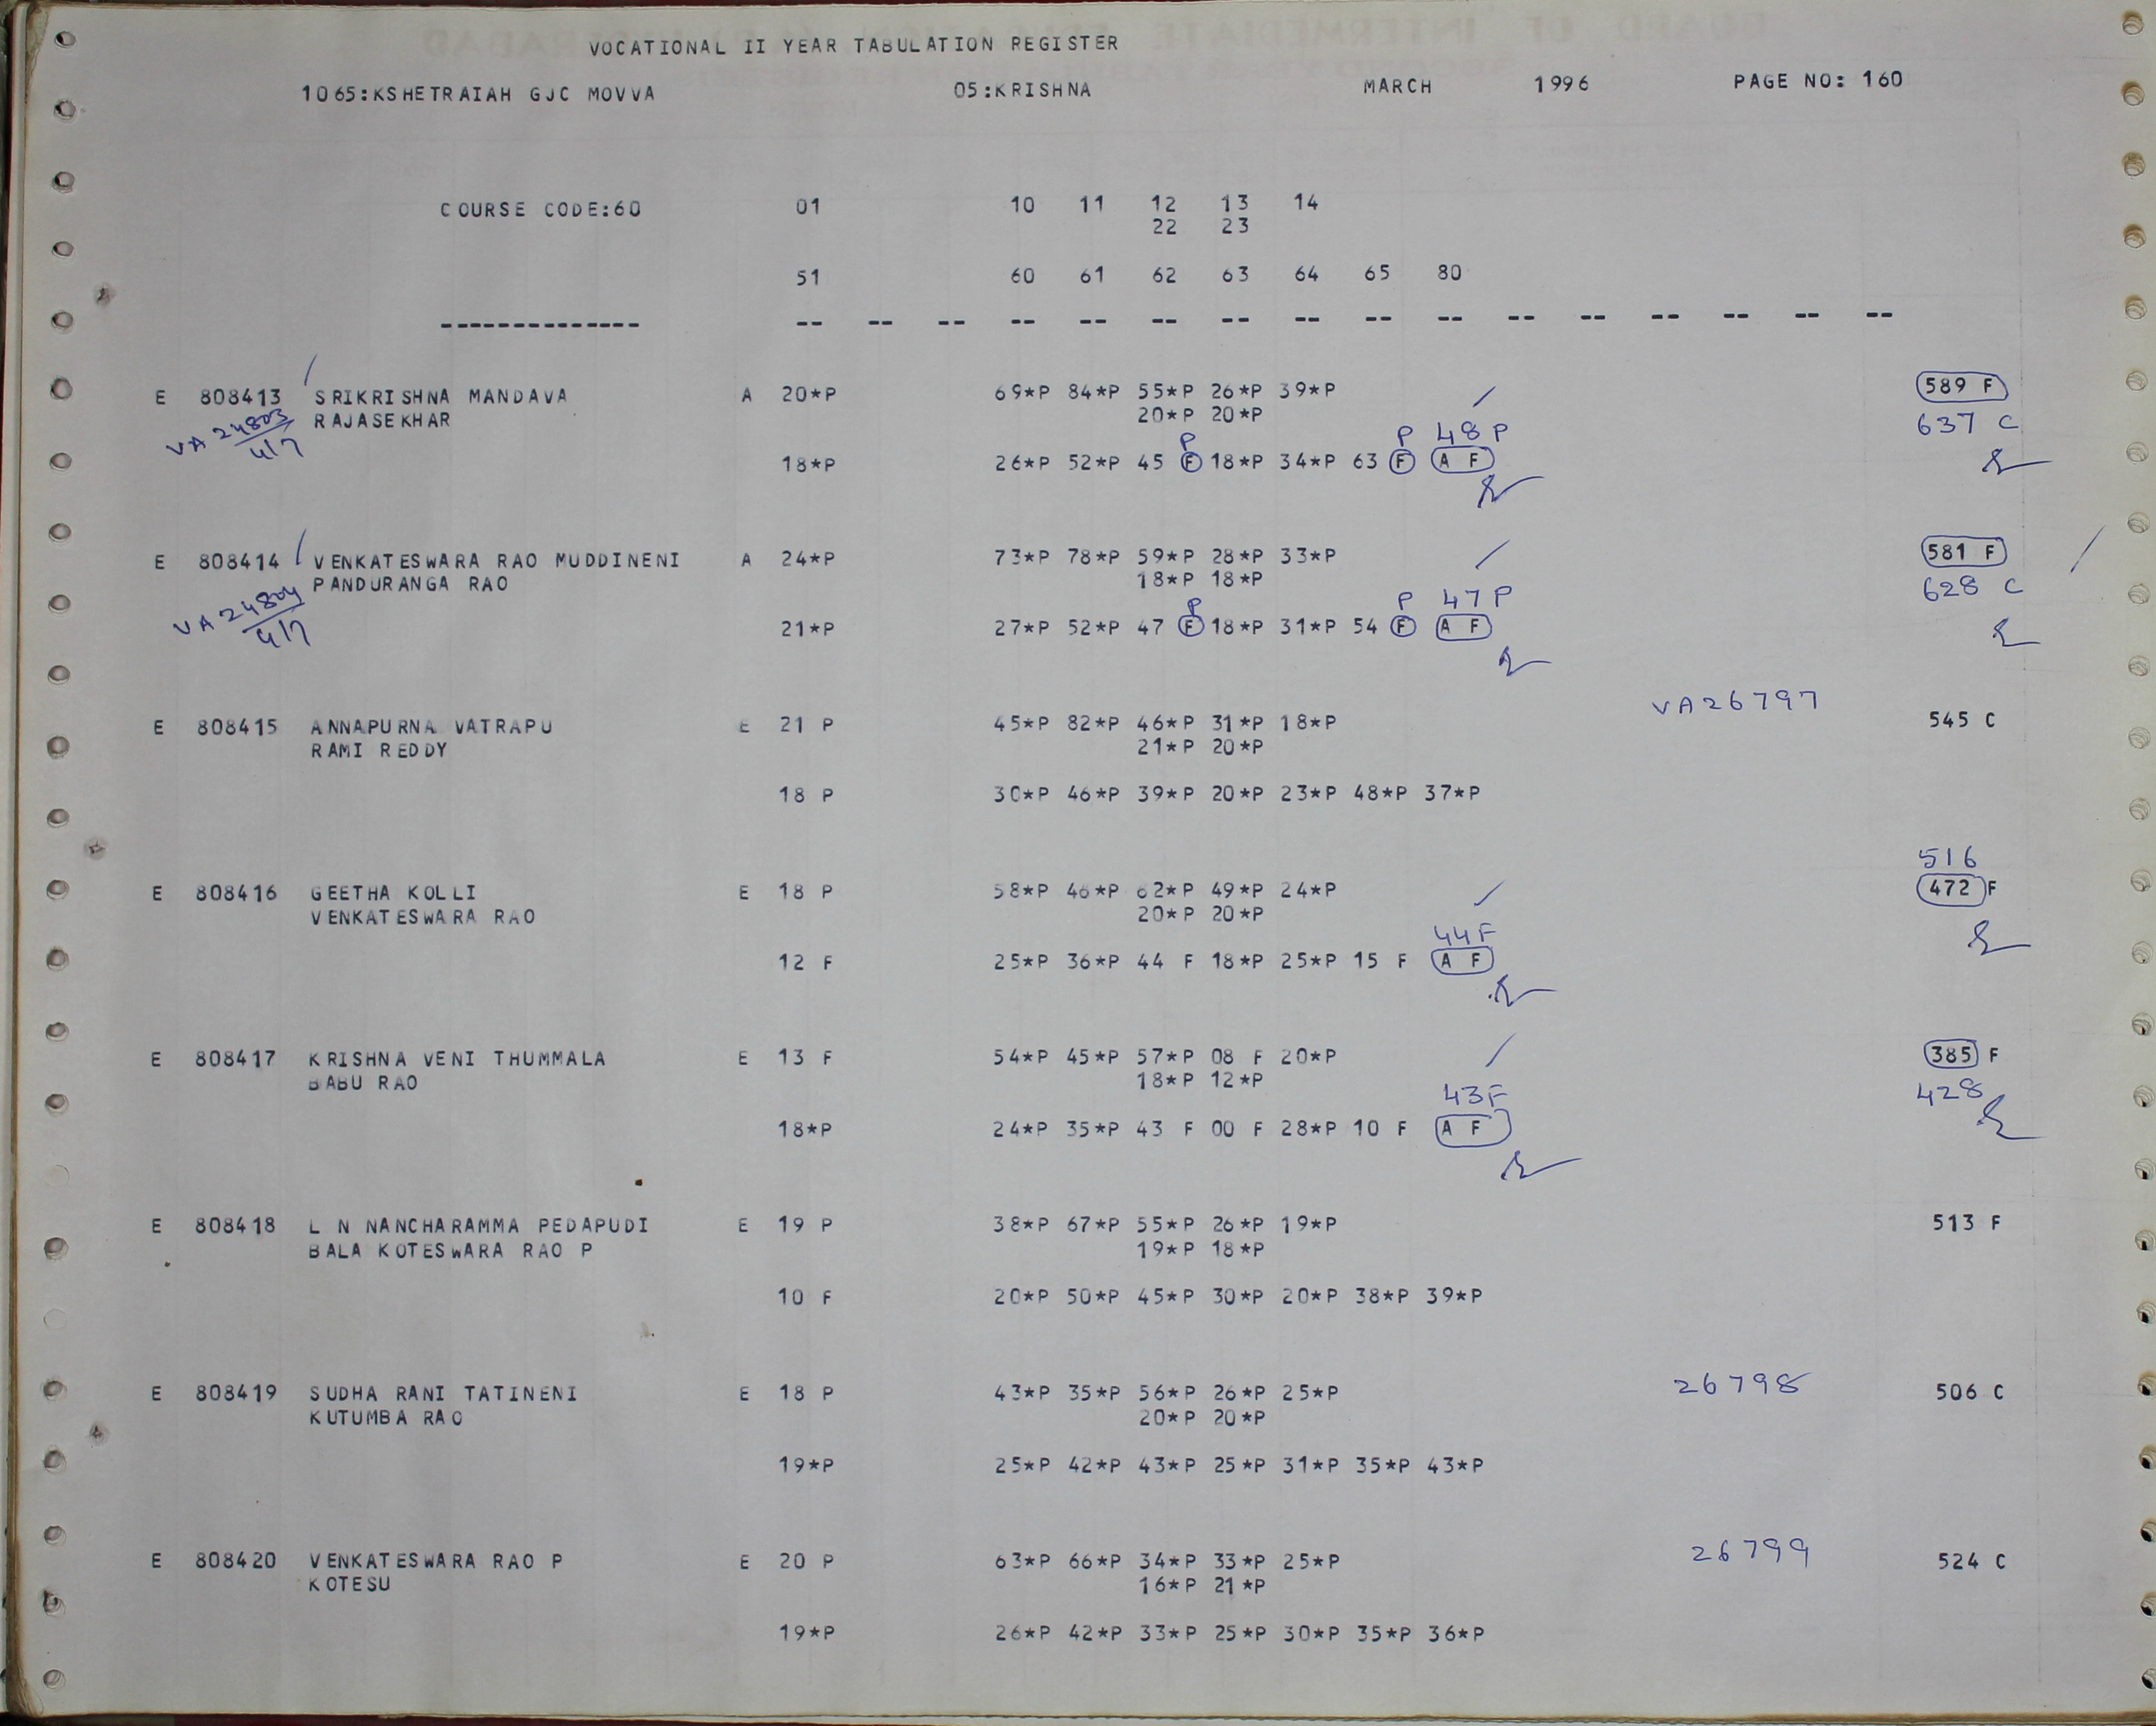 VOCATIONAL II YEAR TABULATION REGISTER
1065:KSHETRAIAH GJC MOVVA 05:KRISHNA MARCH 1996 PAGE NO: 160
COURSE CODE:60 01 10 11 12 13 14
22 23
51 60 61 62 63 64 65 80
-------------- -- -- -- -- -- -- -- -- -- -- -- -- -- -- -- --
E 808413 SRIKRISHNA MANDAVA A 20*P 69*P 84*P 55*P 26*P 39*P 589 F
RAJASEKHAR 20*P 20*P 637 C
VA 24803
4/7
P P 48 P
18*P 26*P 52*P 45 F 18*P 34*P 63 F A F
E 808414 VENKATESWARA RAO MUDDINENI A 24*P 73*P 78*P 59*P 28*P 33*P 581 F
PANDURANGA RAO 18*P 18*P 628 C
VA 24804
4/7
P P 47 P
21*P 27*P 52*P 47 F 18*P 31*P 54 F A F
VA26797
E 808415 ANNAPURNA VATRAPU E 21 P 45*P 82*P 46*P 31*P 18*P 545 C
RAMI REDDY 21*P 20*P
18 P 30*P 46*P 39*P 20*P 23*P 48*P 37*P
516
E 808416 GEETHA KOLLI E 18 P 58*P 46*P 62*P 49*P 24*P 472 F
VENKATESWARA RAO 20*P 20*P
44F
12 F 25*P 36*P 44 F 18*P 25*P 15 F A F
E 808417 KRISHNA VENI THUMMALA E 13 F 54*P 45*P 57*P 08 F 20*P 385 F
BABU RAO 18*P 12*P 428
43F
18*P 24*P 35*P 43 F 00 F 28*P 10 F A F
E 808418 L N NANCHARAMMA PEDAPUDI E 19 P 38*P 67*P 55*P 26*P 19*P 513 F
BALA KOTESWARA RAO P 19*P 18*P
10 F 20*P 50*P 45*P 30*P 20*P 38*P 39*P
E 808419 SUDHA RANI TATINENI E 18 P 43*P 35*P 56*P 26*P 25*P 26798 506 C
KUTUMBA RAO 20*P 20*P
19*P 25*P 42*P 43*P 25*P 31*P 35*P 43*P
E 808420 VENKATESWARA RAO P E 20 P 63*P 66*P 34*P 33*P 25*P 26799 524 C
KOTESU 16*P 21*P
19*P 26*P 42*P 33*P 25*P 30*P 35*P 36*P